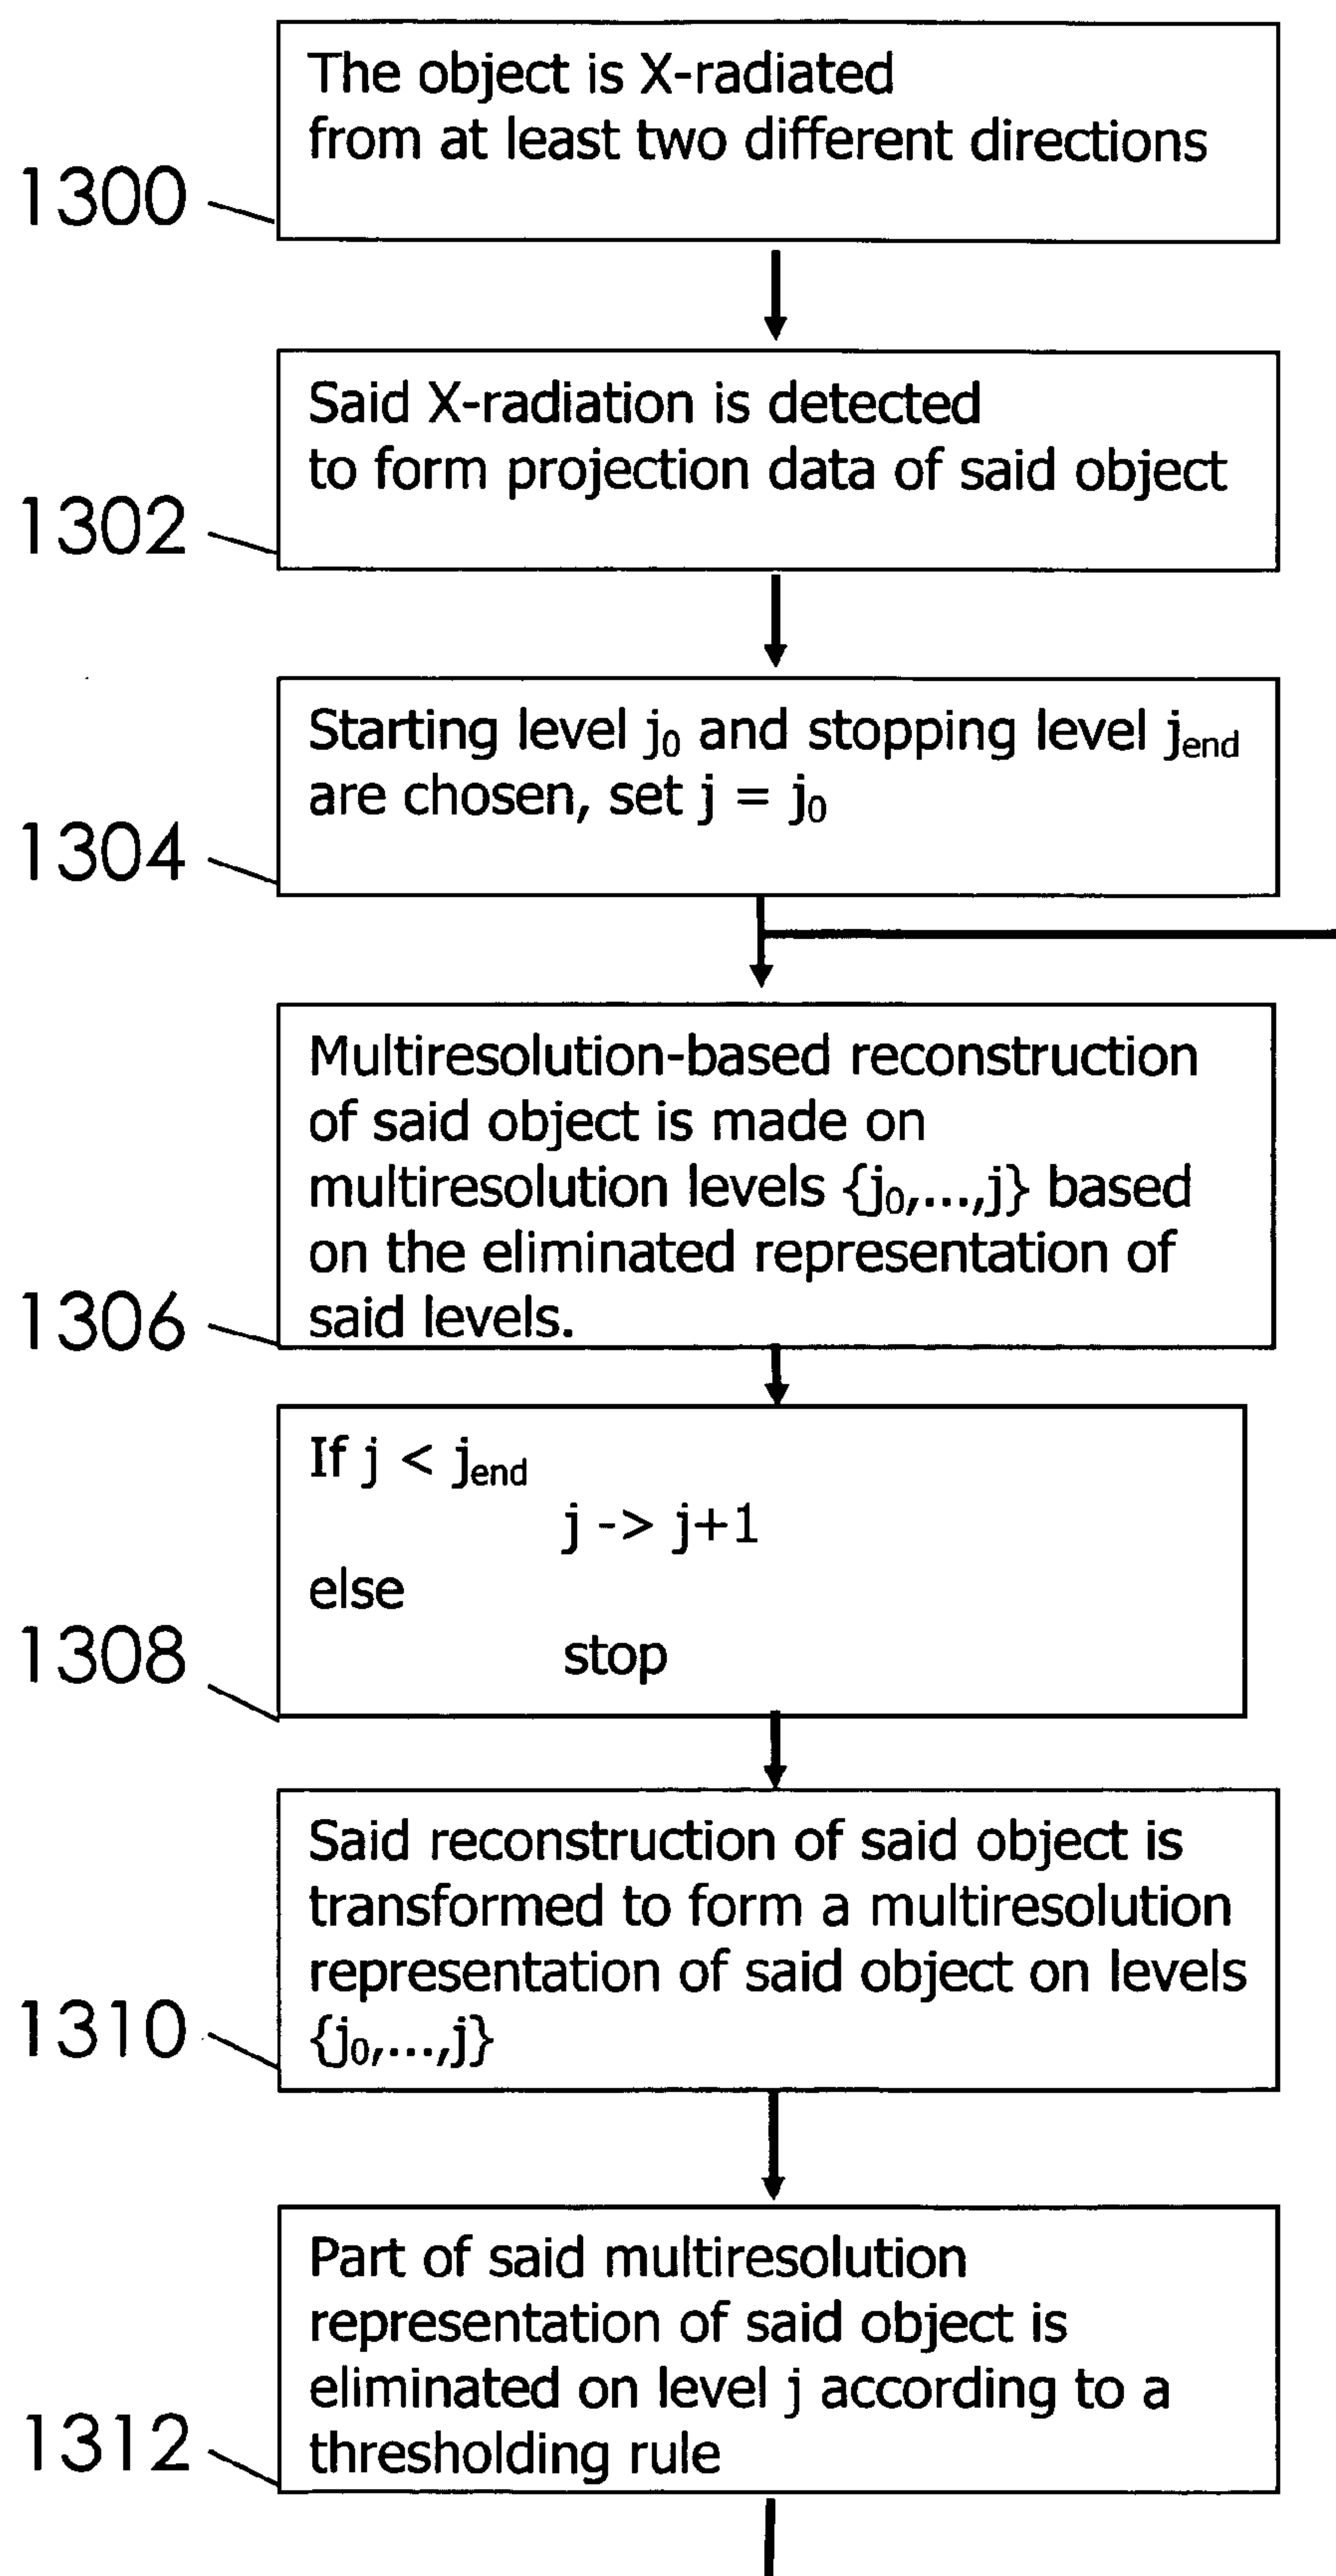 The object is X-radiated
from at least two different directions
1300
Said X-radiation is detected
to form projection data of said object
1302
Starting level j0 and stopping level jend
are chosen, set j = j0
1304
Multiresolution-based reconstruction
of said object is made on
multiresolution levels {j0,...,j} based
on the eliminated representation of
said levels.
1306
If j < jend
j -> j+1
else
stop
1308
Said reconstruction of said object is
transformed to form a multiresolution
representation of said object on levels
{j0,...,j}
1310
Part of said multiresolution
representation of said object is
eliminated on level j according to a
thresholding rule
1312